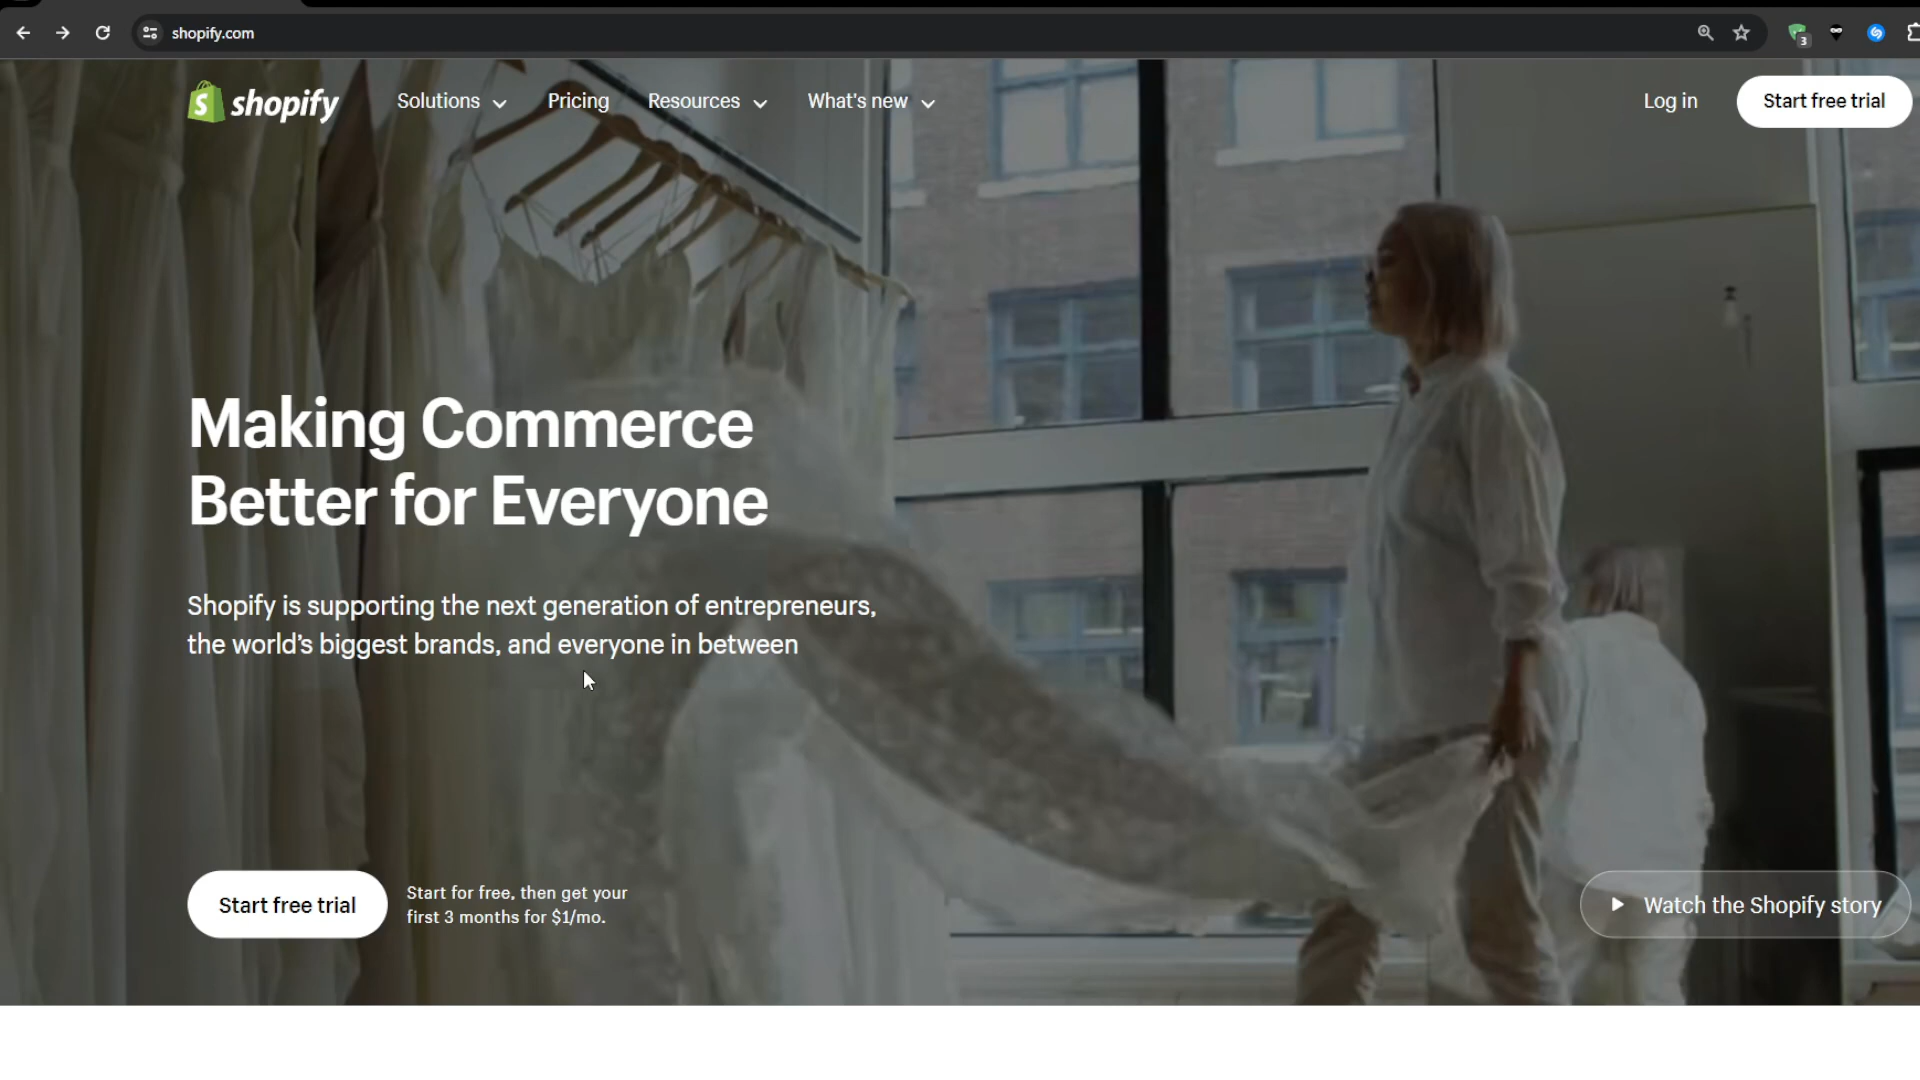 shopify.com
3
shopify
Solutions
Pricing
Resources
What's new
Log in
Start free trial
Making Commerce
Better for Everyone
Shopify is supporting the next generation of entrepreneurs,
the world’s biggest brands, and everyone in between
Start free trial
Start for free, then get your
first 3 months for $1/mo.
Watch the Shopify story